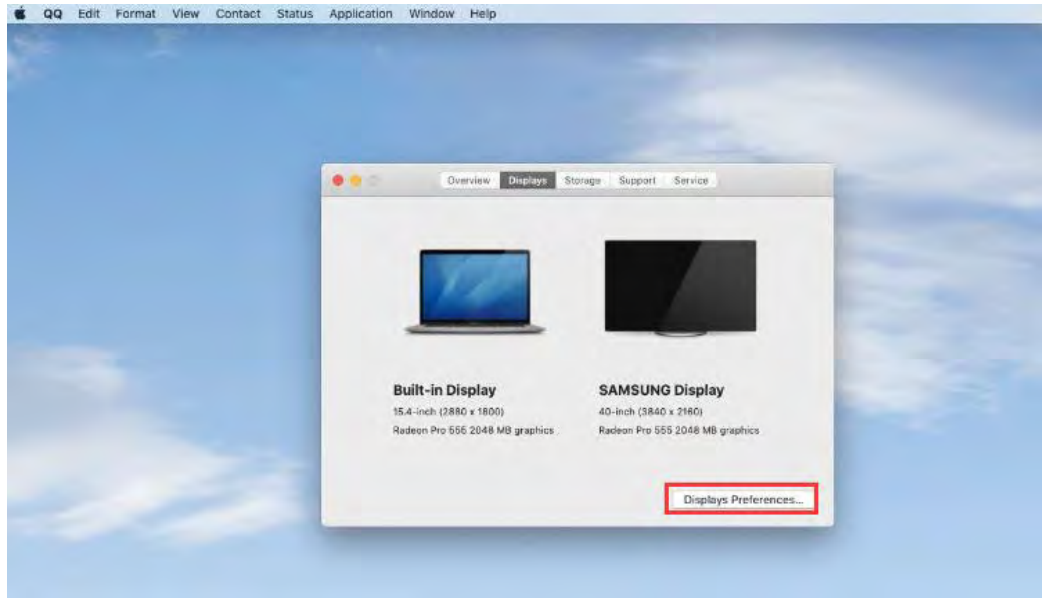 QQ Edit Format View Contact Status Application Window Help
Overview Displays Storage Support Service
Built-in Display
15.4-inch (2880 x 1800)
Radeon Pro 555 2048 MB graphics
SAMSUNG Display
40-inch (3840 x 2160)
Radeon Pro 555 2048 MB graphics
Displays Preferences...